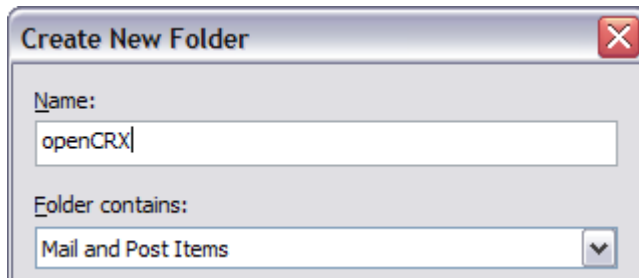 Create New Folder
Name:
openCRX
Folder contains:
Mail and Post Items